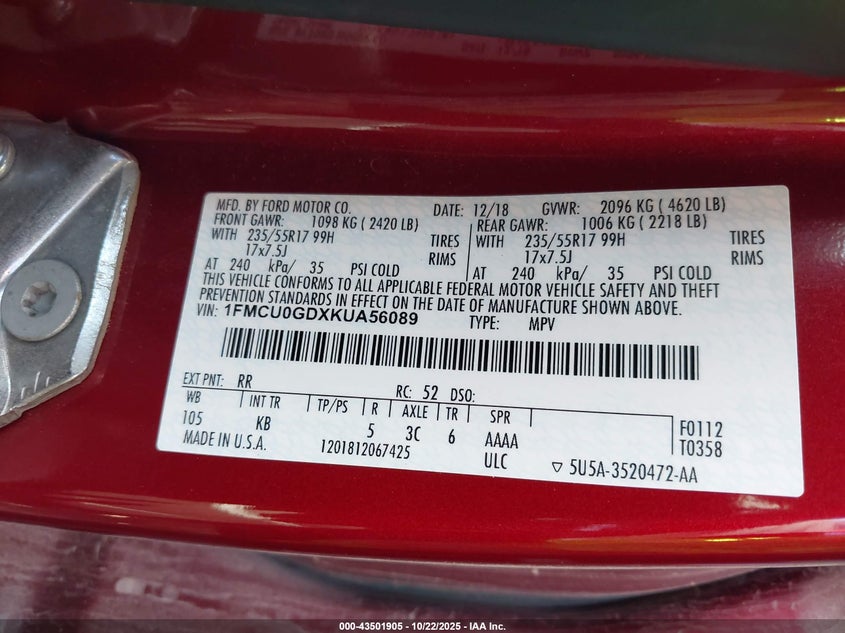 MFD. BY FORD MOTOR CO. DATE: 12/18 GVWR: 2096 KG ( 4620 LB)
FRONT GAWR: 1098 KG ( 2420 LB) REAR GAWR: 1006 KG ( 2218 LB)
WITH 235/55R17 99H TIRES WITH 235/55R17 99H TIRES
17x7.5J RIMS 17x7.5J RIMS
AT 240 kPa/ 35 PSI COLD AT 240 kPa/ 35 PSI COLD
THIS VEHICLE CONFORMS TO ALL APPLICABLE FEDERAL MOTOR VEHICLE SAFETY AND THEFT
PREVENTION STANDARDS IN EFFECT ON THE DATE OF MANUFACTURE SHOWN ABOVE.
VIN: 1FMCU0GDXKUA56089 TYPE: MPV
EXT PNT: RR RC: 52 DSO:
WB INT TR TP/PS R AXLE TR SPR
105 KB 5 3C 6 AAAA F0112
MADE IN U.S.A. 1201812067425 ULC T0358
▽ 5U5A-3520472-AA
000-43501905 - 10/22/2025 - IAA Inc.